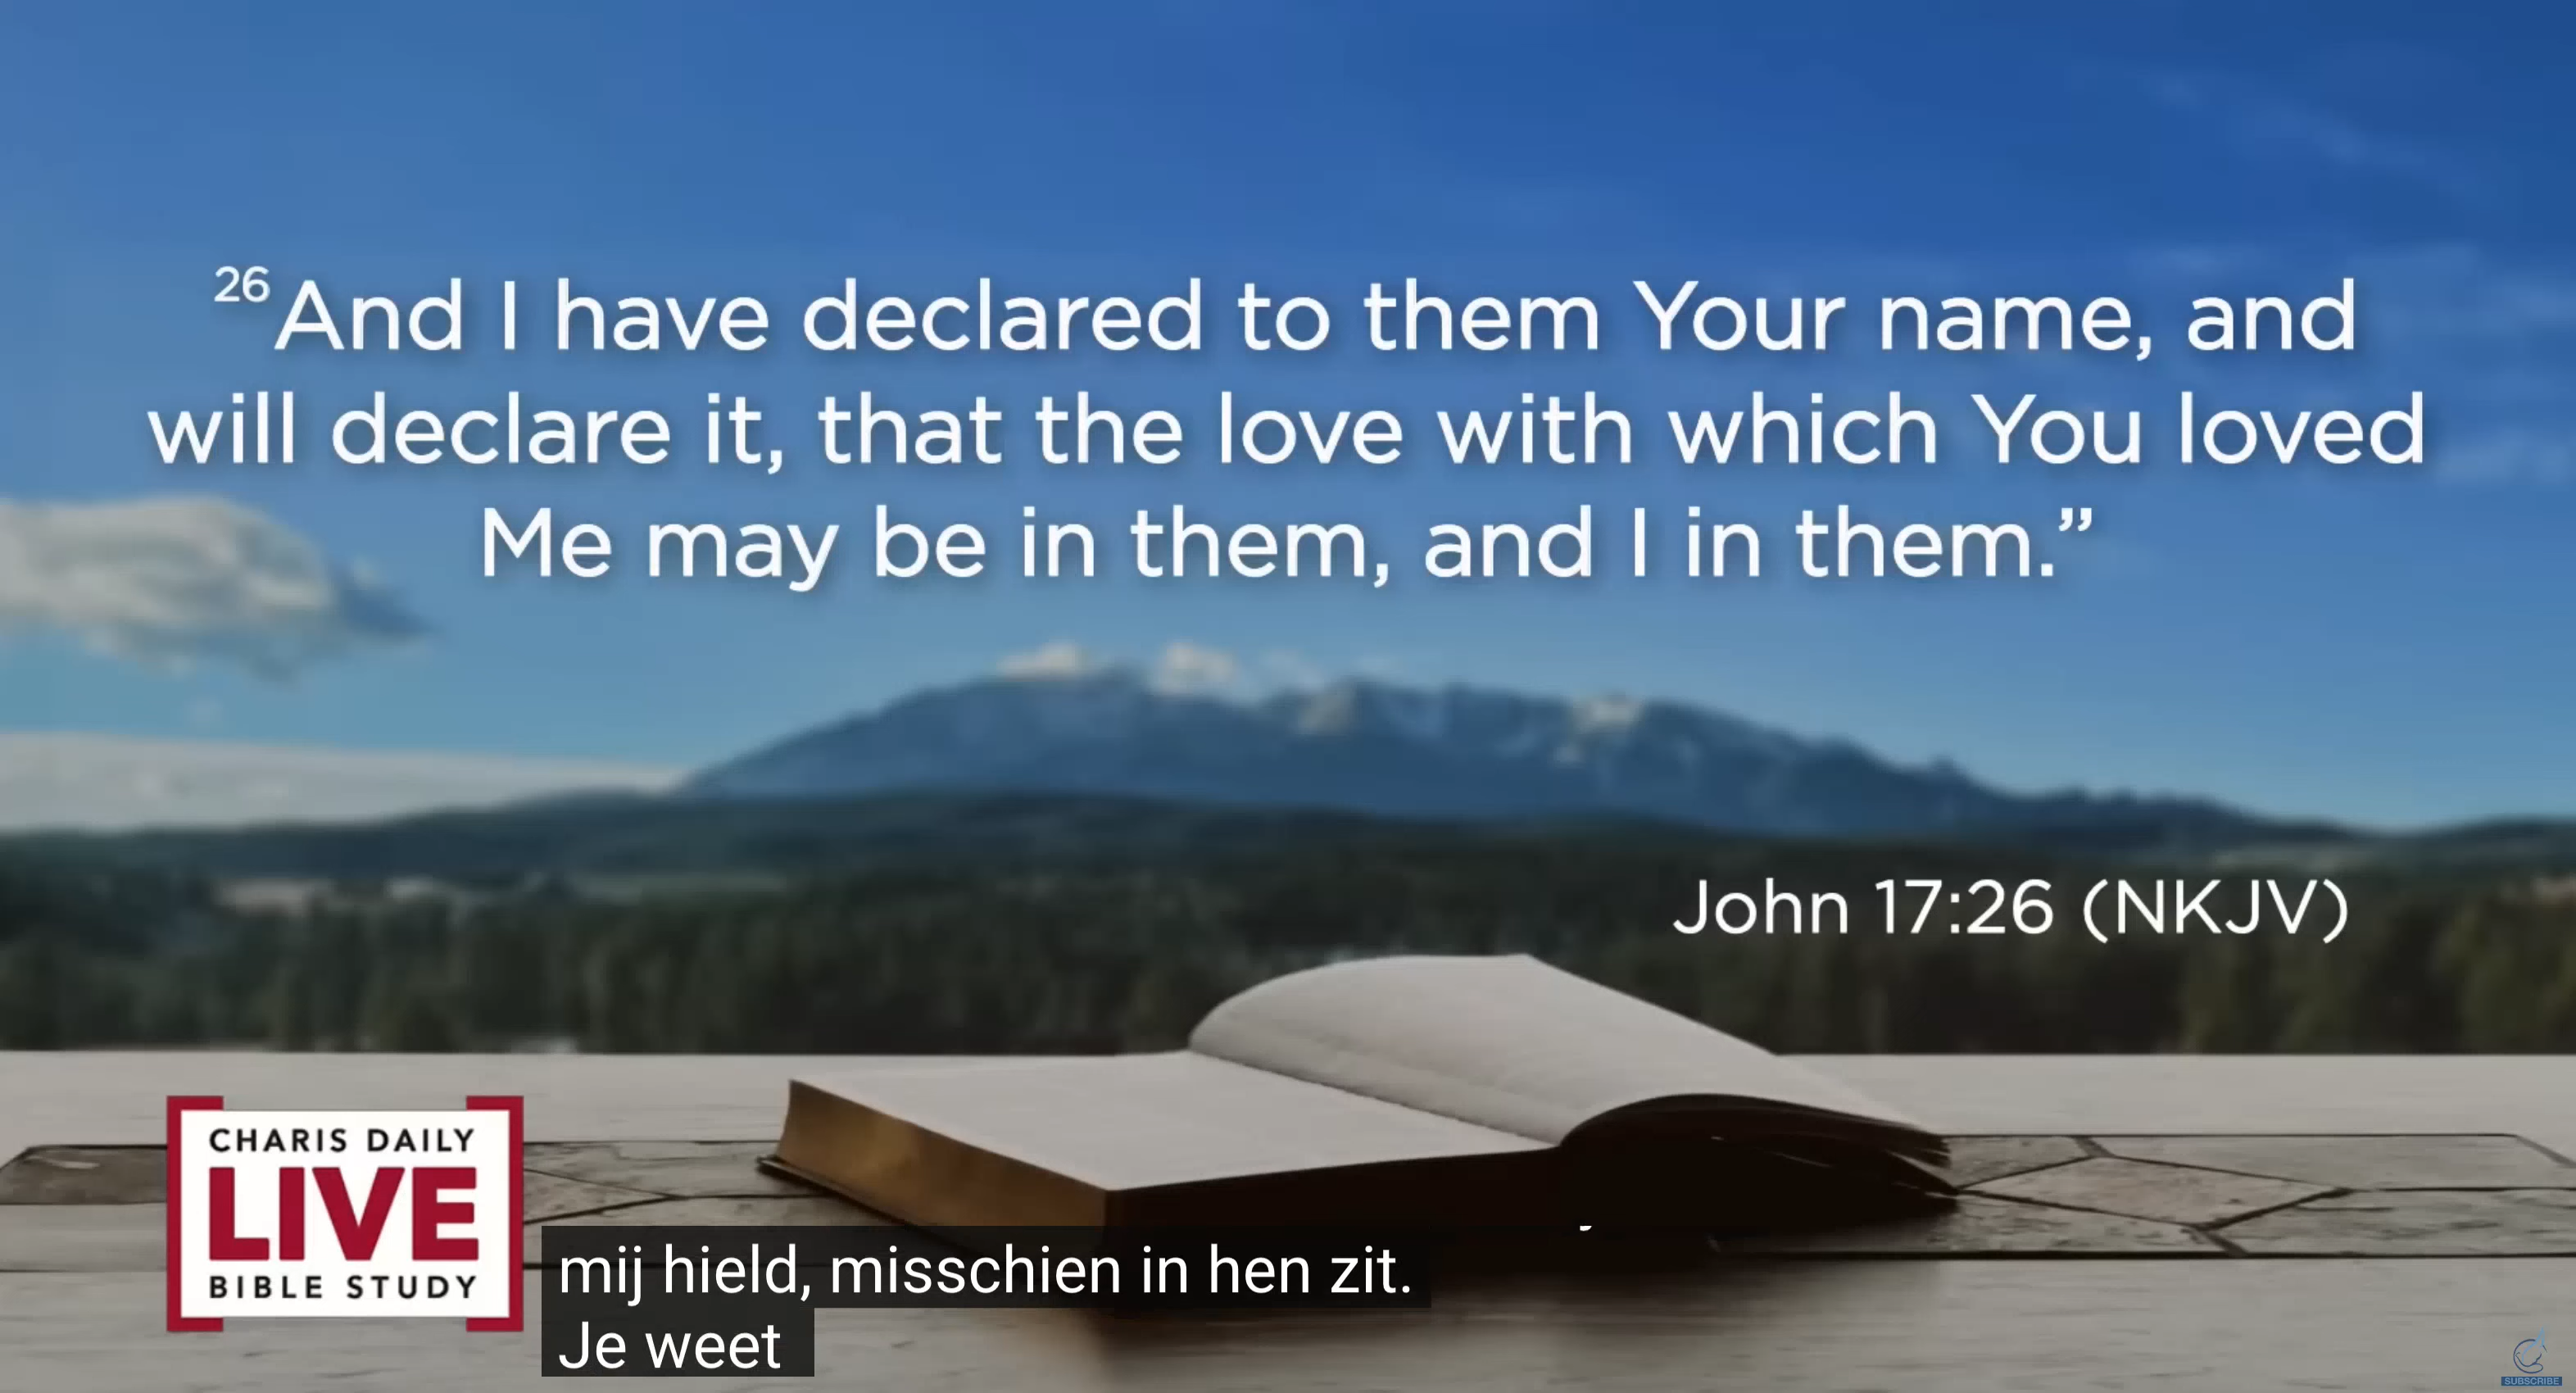 26 And I have declared to them Your name, and
will declare it, that the love with which You loved
Me may be in them, and I in them.”
John 17:26 (NKJV)
CHARIS DAILY
LIVE
BIBLE STUDY
mij hield, misschien in hen zit.
Je weet
SUBSCRIBE